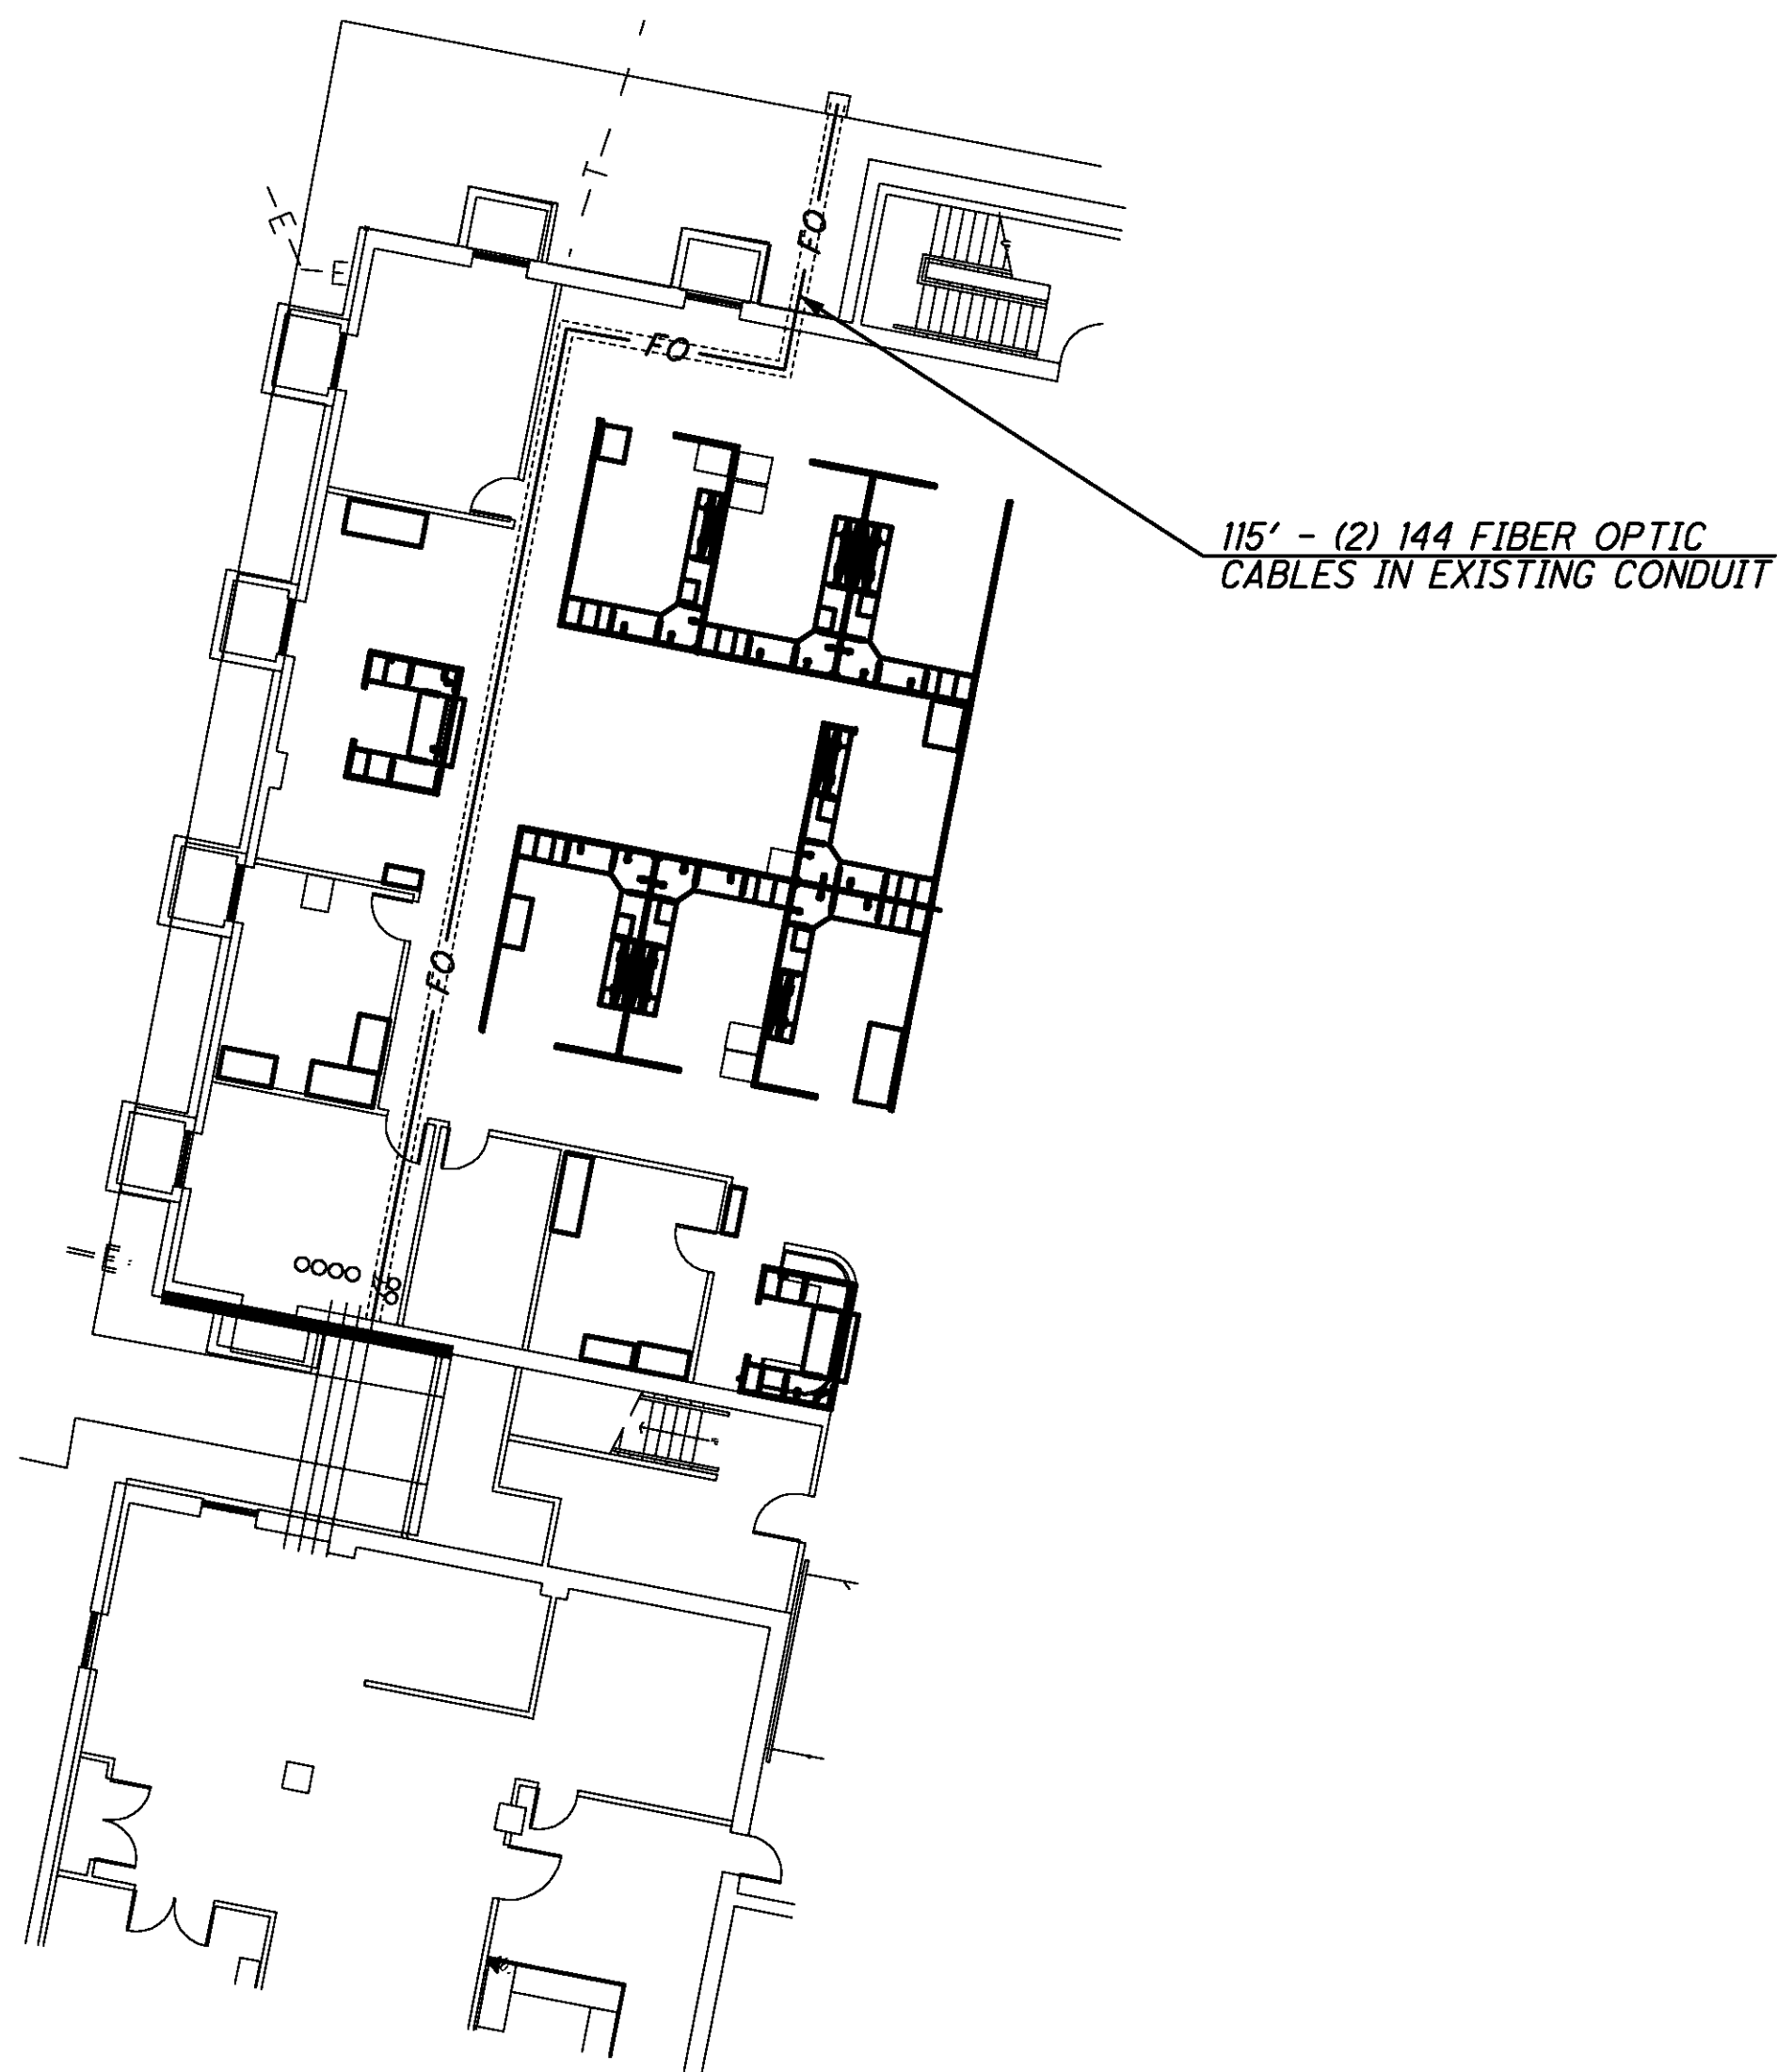 T
FO
E
E
FO
115' - (2) 144 FIBER OPTIC
CABLES IN EXISTING CONDUIT
FO
E